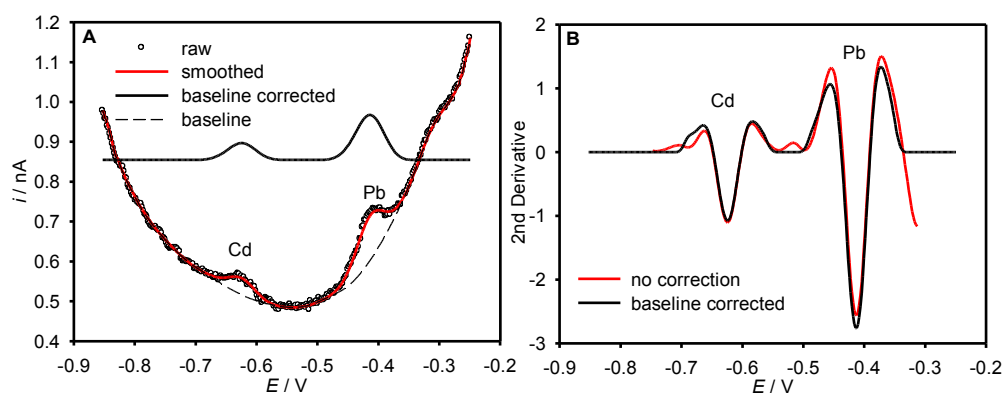 A
raw
smoothed
baseline corrected
baseline
Cd
Pb
i / nA
1.2
1.1
1.0
0.9
0.8
0.7
0.6
0.5
0.4
-0.9 -0.8 -0.7 -0.6 -0.5 -0.4 -0.3 -0.2
E / V
B
Pb
Cd
no correction
baseline corrected
2nd Derivative
2
1
0
-1
-2
-3
-0.9 -0.8 -0.7 -0.6 -0.5 -0.4 -0.3 -0.2
E / V